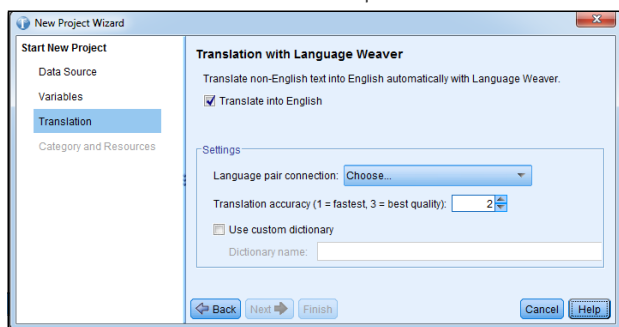 New Project Wizard
Start New Project
Data Source
Variables
Translation
Category and Resources
Translation with Language Weaver
Translate non-English text into English automatically with Language Weaver.
Translate into English
Settings
Language pair connection: Choose...
Translation accuracy (1 = fastest, 3 = best quality): 2
Use custom dictionary
Dictionary name:
Back Next Finish Cancel Help